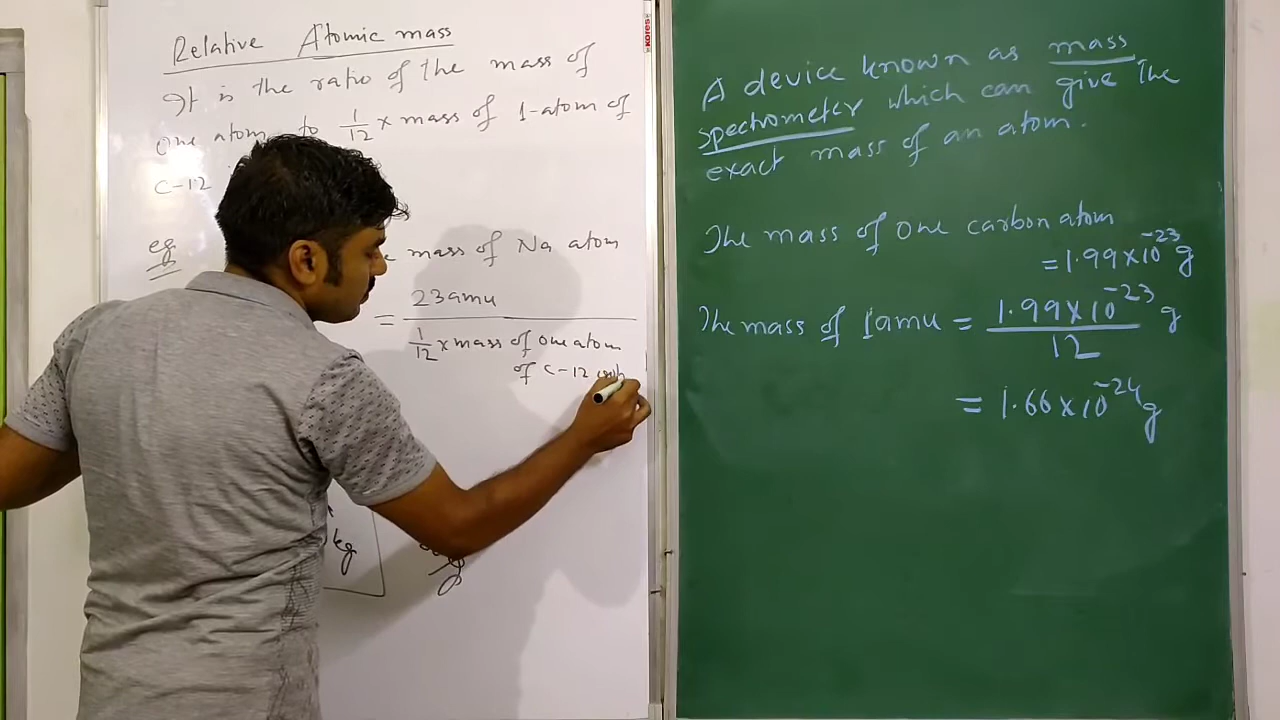 Relative Atomic mass
It is the ratio of the mass of
one atom to 1/12 × mass of 1-atom of
C-12
eg
mass of Na atom
= 23amu
1/12 × mass of one atom
of C-12
kg
kores
A device known as mass
spectrometer which can give the
exact mass of an atom.
The mass of one carbon atom
= 1.99×10⁻²³ g
The mass of 1amu = 1.99×10⁻²³ g
12
= 1.66×10⁻²⁴ g